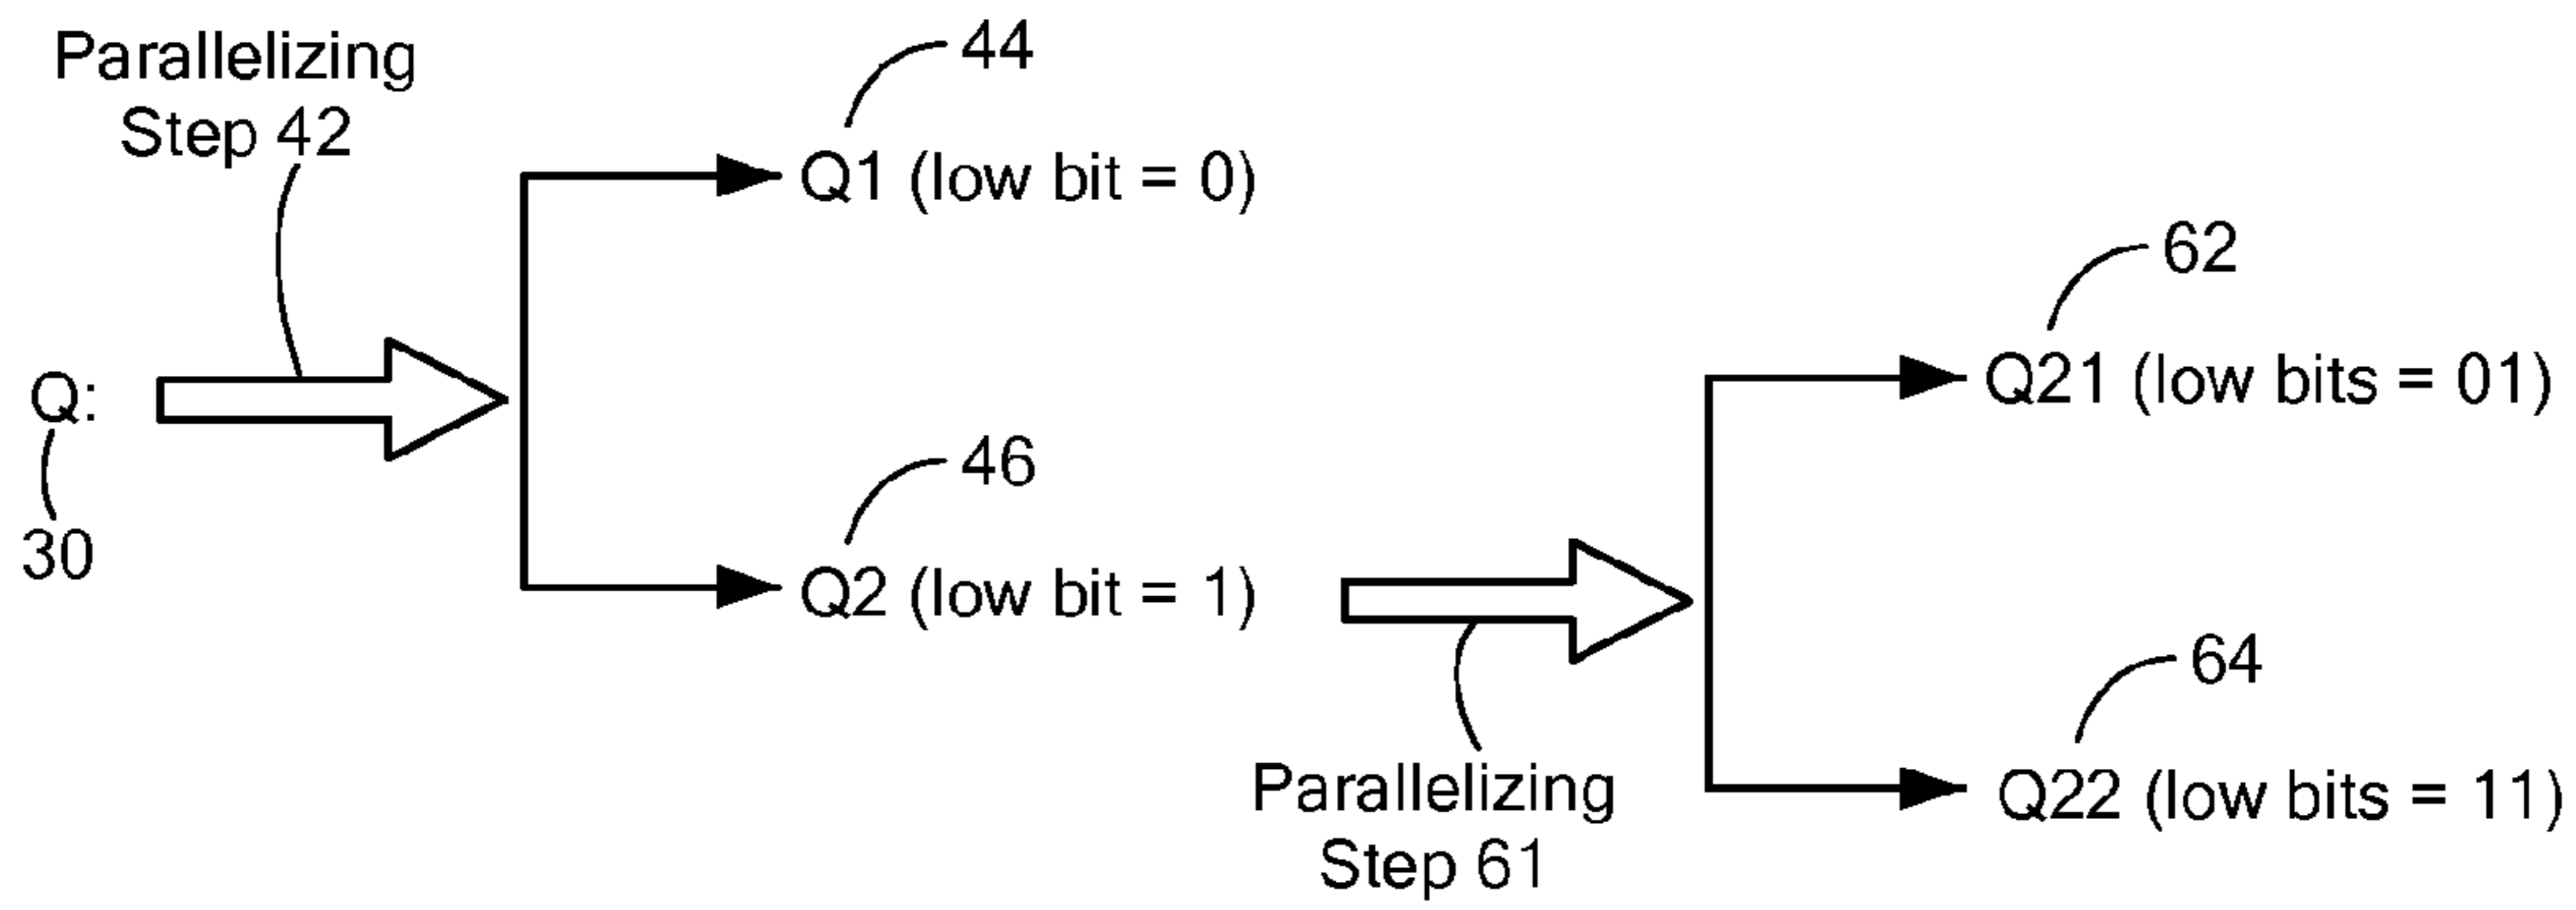 Parallelizing
Step 42
44
Q1 (low bit = 0)
62
Q21 (low bits = 01)
Q:
30
46
Q2 (low bit = 1)
64
Q22 (low bits = 11)
Parallelizing
Step 61